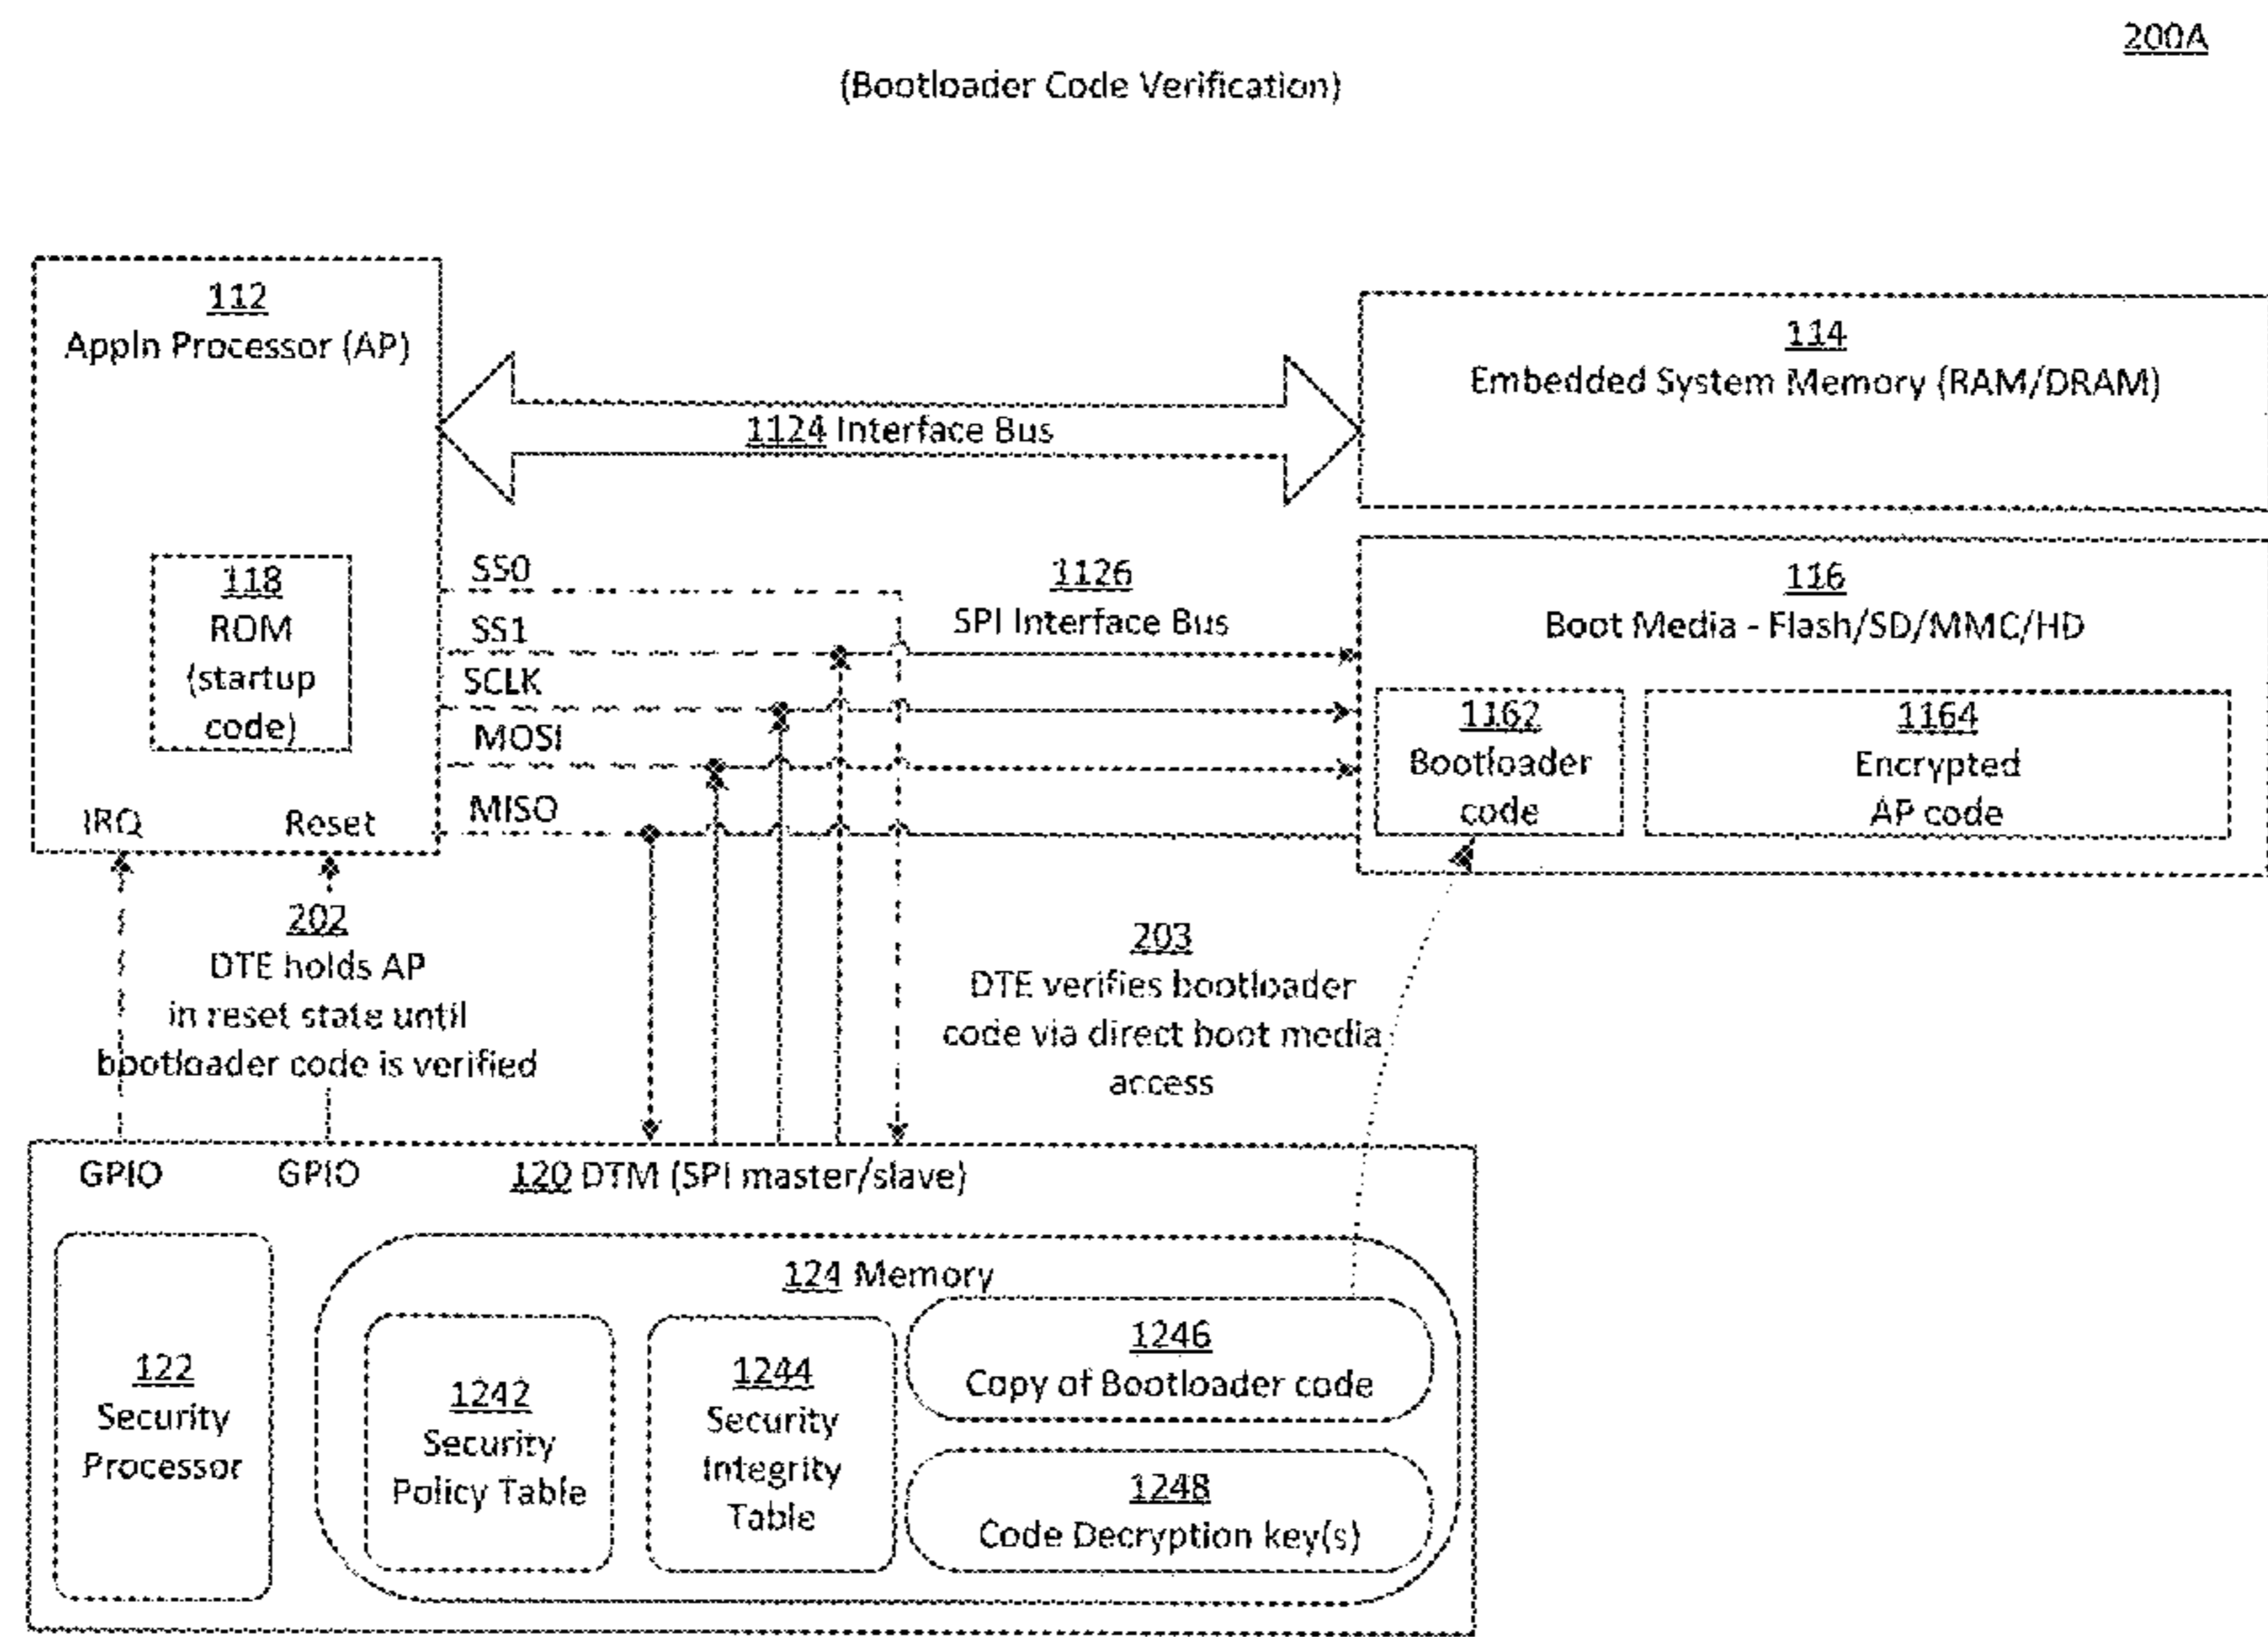 200A
(Bootloader Code Verification)
112
Appln Processor (AP)
118
ROM
(startup
code)
IRQ
Reset
1124 Interface Bus
114
Embedded System Memory (RAM/DRAM)
SS0
SS1
SCLK
MOSI
MISO
1126
SPI Interface Bus
116
Boot Media - Flash/SD/MMC/HD
1162
Bootloader
code
1164
Encrypted
AP code
202
DTE holds AP
in reset state until
bootloader code is verified
203
DTE verifies bootloader
code via direct boot media
access
GPIO
GPIO
120 DTM (SPI master/slave)
122
Security
Processor
124 Memory
1242
Security
Policy Table
1244
Security
Integrity
Table
1246
Copy of Bootloader code
1248
Code Decryption key(s)